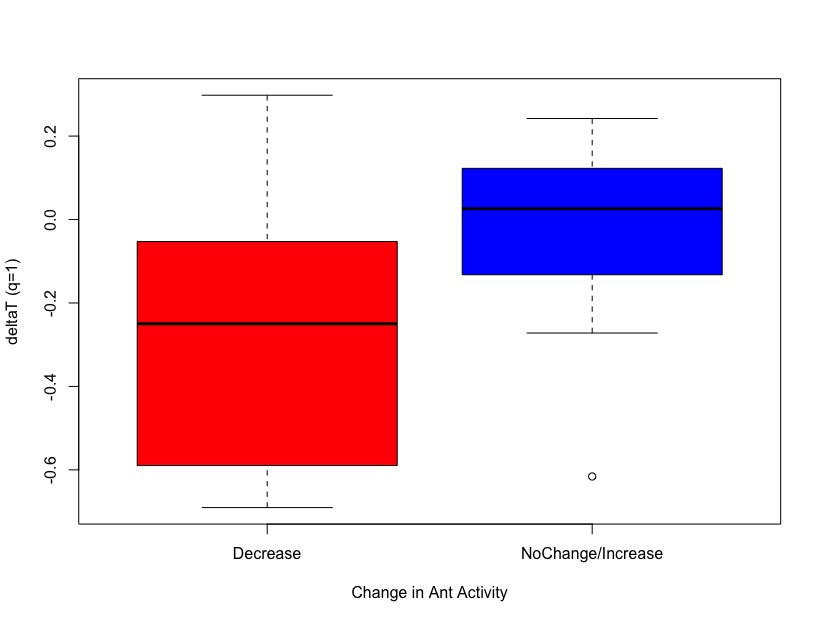 deltaT (q=1)
0.2
0.0
-0.2
-0.4
-0.6
Decrease
NoChange/Increase
Change in Ant Activity